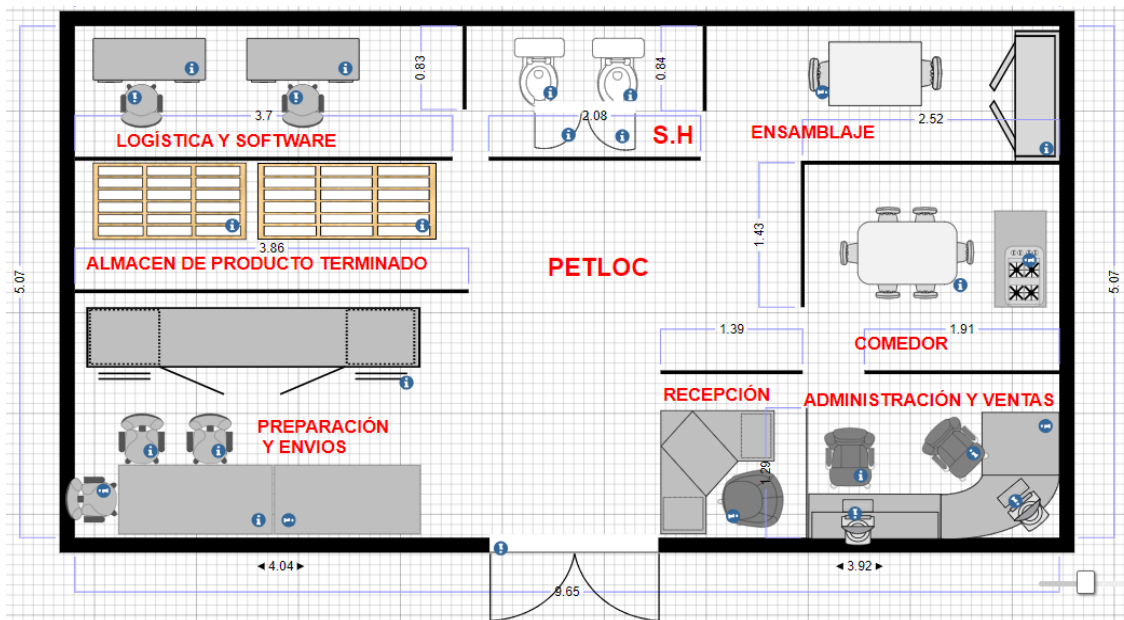 0.83
0.84
3.7
2.08
2.52
LOGÍSTICA Y SOFTWARE
S.H
ENSAMBLAJE
1.43
3.86
ALMACEN DE PRODUCTO TERMINADO
PETLOC
5.07
5.07
1.39
1.91
COMEDOR
RECEPCIÓN
ADMINISTRACIÓN Y VENTAS
PREPARACIÓN
Y ENVIOS
1.29
4.04
3.92
9.65